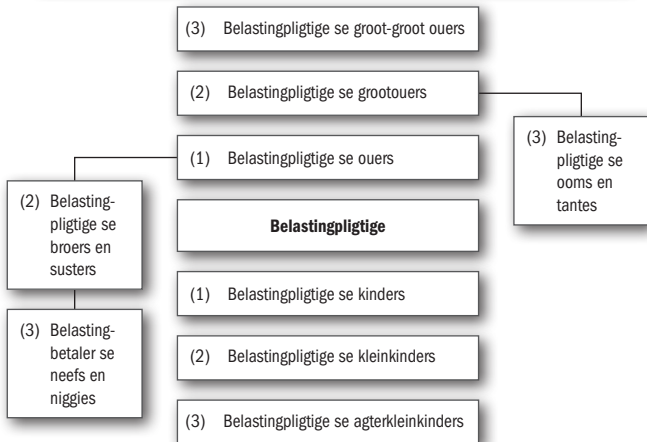 (3) Belastingpligtige se groot-groot ouers
(2) Belastingpligtige se grootouers
(3) Belasting-
pligtige se
ooms en
tantes
(1) Belastingpligtige se ouers
(2) Belasting-
pligtige se
broers en
susters
Belastingpligtige
(1) Belastingpligtige se kinders
(3) Belasting-
betaler se
neefs en
niggies
(2) Belastingpligtige se kleinkinders
(3) Belastingpligtige se agterkleinkinders